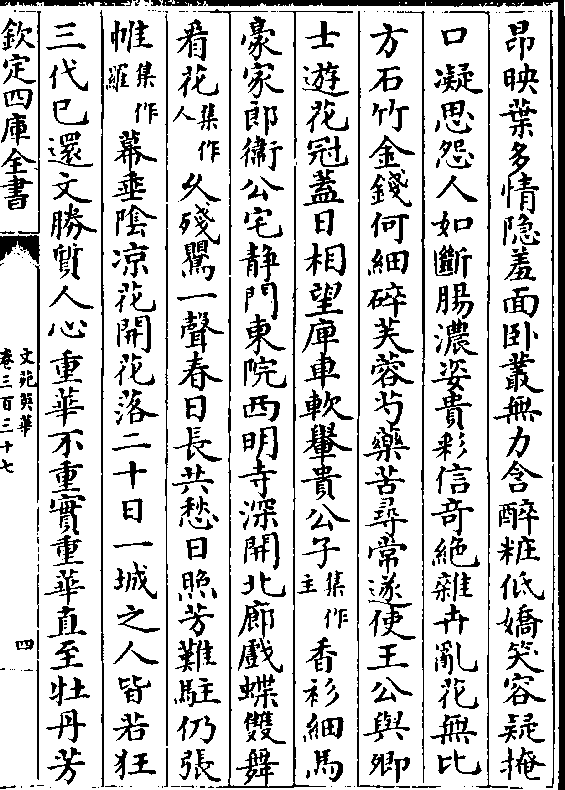 昂映葉多情隐羞面卧叢無力含醉粧低嬌笑容疑掩
口凝思怨人如斷腸濃姿貴彩信竒絶雜卉亂花無比
方石竹金錢何細碎芙蓉芍藥苦尋常遂使王公與卿
士遊花冠蓋日相望庫車軟轝貴公子集作主香衫細馬
豪家郎衛公宅静門東院西明寺深開北廊戲蝶雙舞
看花集作人久殘鸎一聲春日長共愁日照芳難駐仍張
帷集作羅幕垂陰凉花開花落二十日一城之人皆若狂
三代已還文勝質人心重華不重實重華直至牡丹芳
欽定四庫全書
文苑英華
卷三百三十七
四